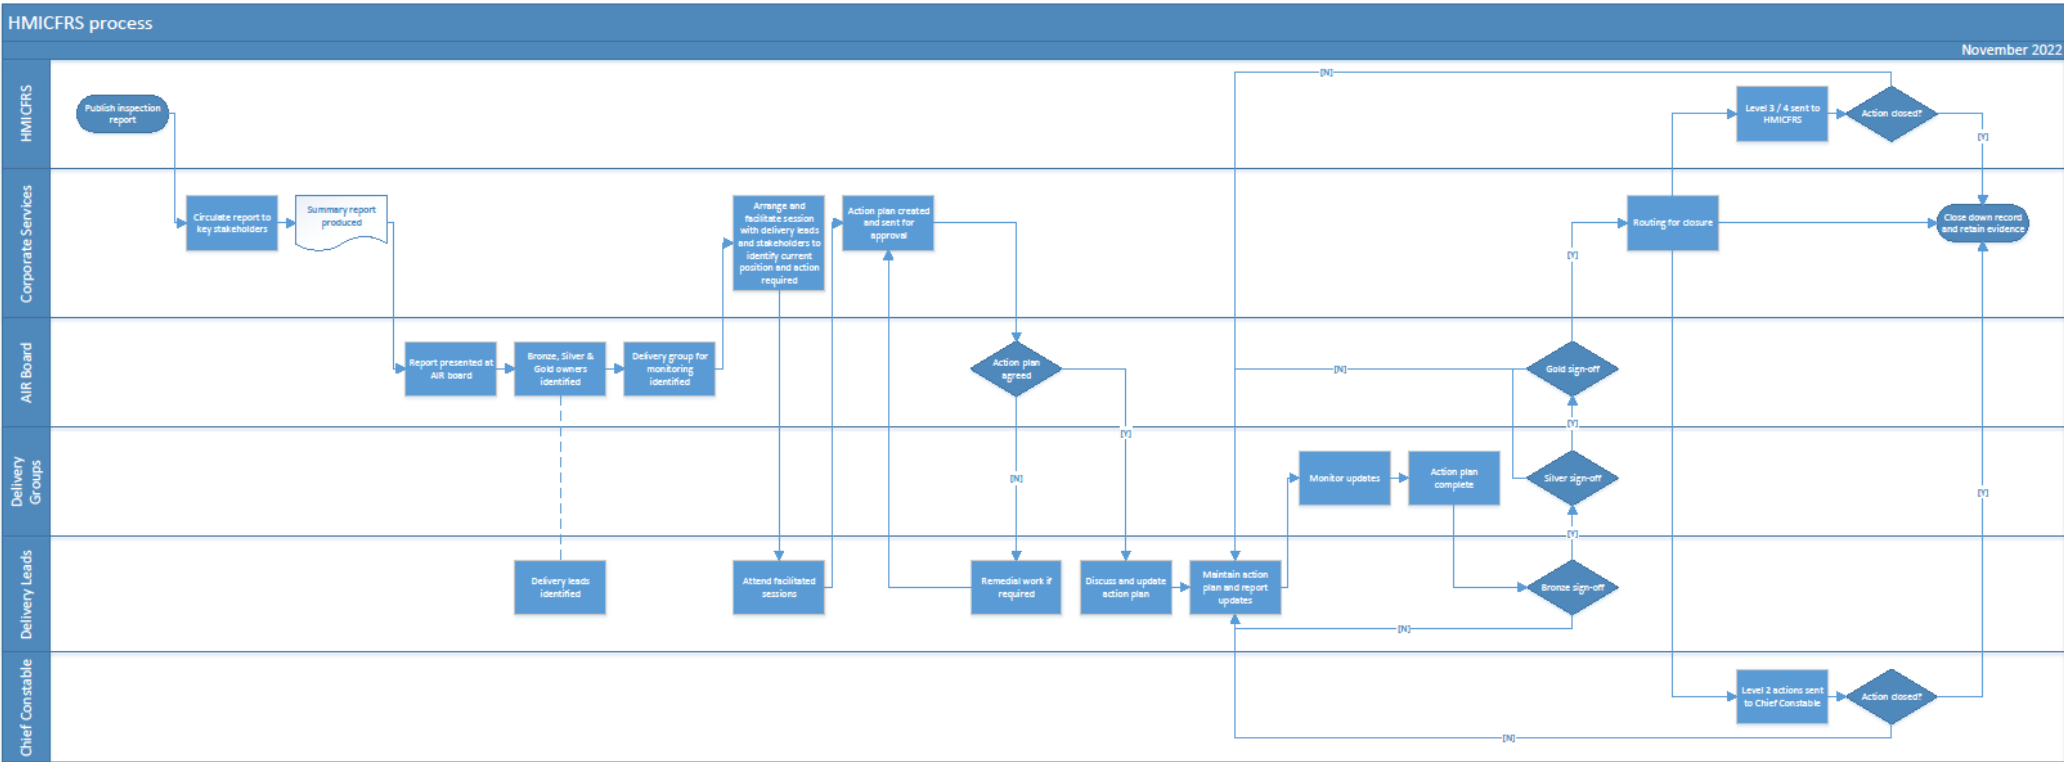 HMICFRS process
November 2022
HMICFRS
Publish inspection
report
[N]
Level 3 / 4 sent to
HMICFRS
Action closed?
[Y]
Corporate Services
Circulate report to
key stakeholders
Summary report
produced
Arrange and
facilitate session
with delivery leads
and stakeholders to
identify current
position and action
required
Action plan created
and sent for
approval
[Y]
Routing for closure
Close down record
and retain evidence
AIR Board
Report presented at
AIR board
Bronze, Silver &
Gold owners
identified
Delivery group for
monitoring
identified
Action plan
agreed
[N]
Gold sign-off
[Y]
Delivery
Groups
[Y]
[N]
Monitor updates
Action plan
complete
Silver sign-off
[Y]
[Y]
Delivery Leads
Delivery leads
identified
Attend facilitated
sessions
Remedial work if
required
Discuss and update
action plan
Maintain action
plan and report
updates
Bronze sign-off
[N]
Chief Constable
Level 2 actions sent
to Chief Constable
Action closed?
[N]